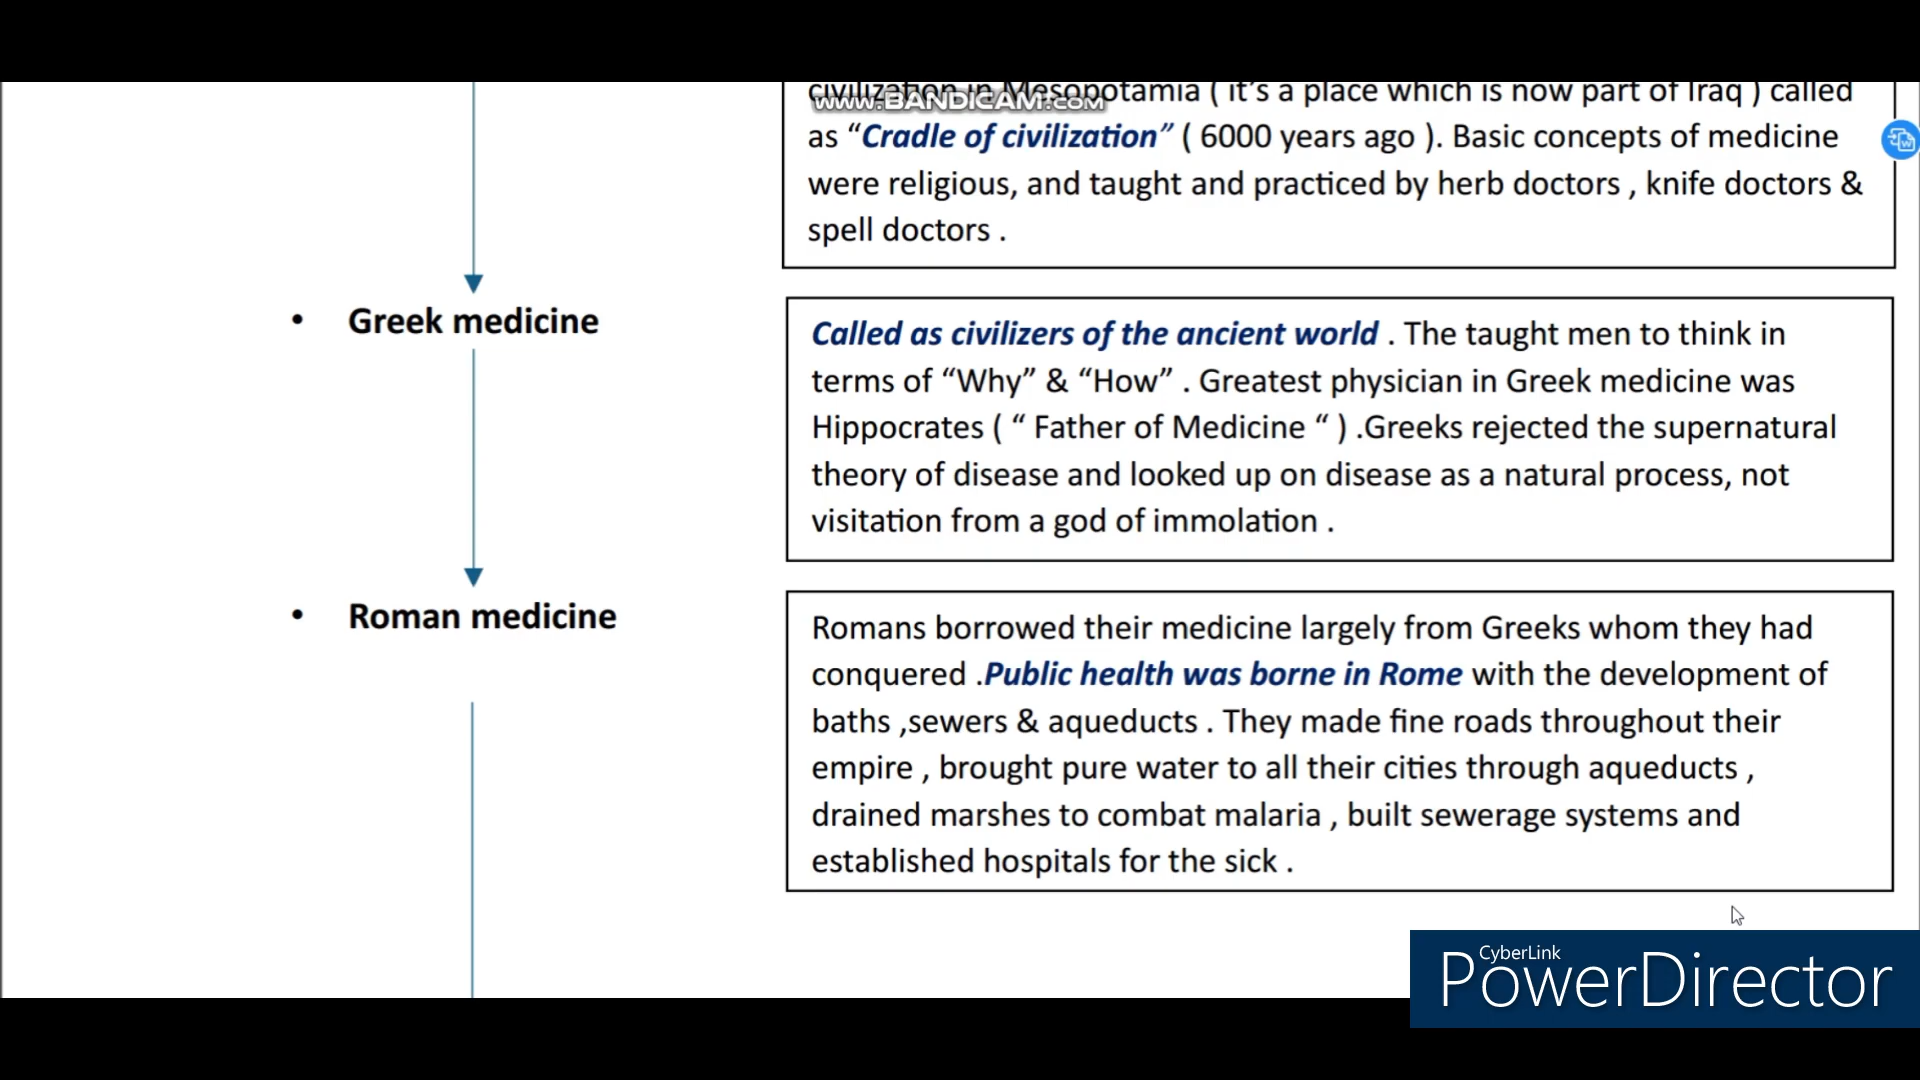 civilization in Mesopotamia ( it's a place which is now part of Iraq ) called
www.BANDICAM.com
as “Cradle of civilization” ( 6000 years ago ). Basic concepts of medicine
were religious, and taught and practiced by herb doctors , knife doctors &
spell doctors .
• Greek medicine
Called as civilizers of the ancient world . The taught men to think in
terms of “Why” & “How” . Greatest physician in Greek medicine was
Hippocrates ( “ Father of Medicine “ ) .Greeks rejected the supernatural
theory of disease and looked up on disease as a natural process, not
visitation from a god of immolation .
• Roman medicine
Romans borrowed their medicine largely from Greeks whom they had
conquered .Public health was borne in Rome with the development of
baths ,sewers & aqueducts . They made fine roads throughout their
empire , brought pure water to all their cities through aqueducts ,
drained marshes to combat malaria , built sewerage systems and
established hospitals for the sick .
CyberLink
PowerDirector